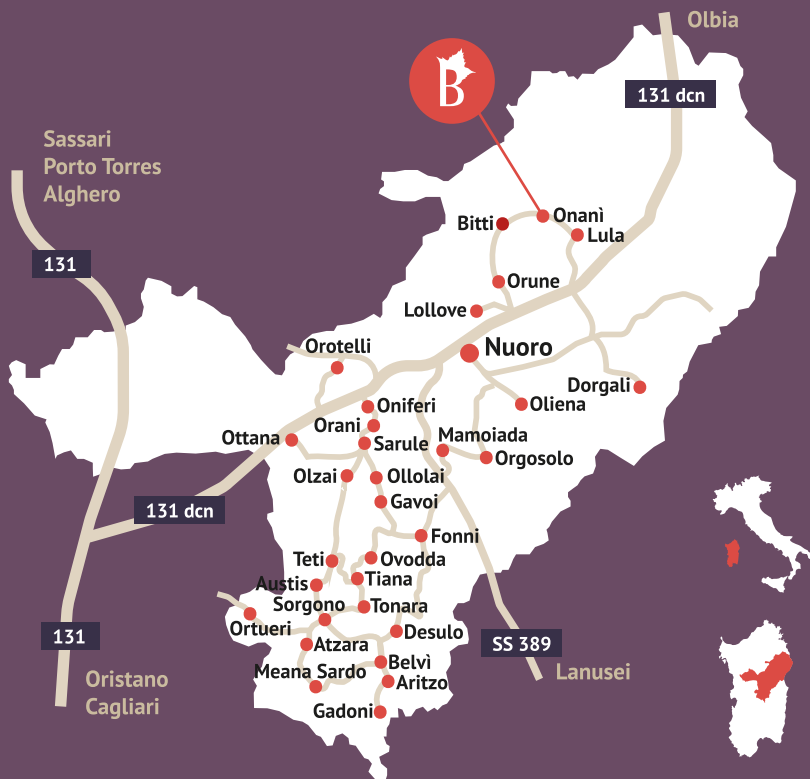 Olbia
B
131 dcn
Sassari
Porto Torres
Alghero
Bitti
Onanì
Lula
131
Orune
Lollove
Orotelli
Nuoro
Dorgali
Oniferi
Oliena
Orani
Ottana
Sarule
Mamoiada
Orgosolo
Olzai
Ollolai
Gavoi
131 dcn
Fonni
Teti
Ovodda
Austis
Tiana
Sorgono
Tonara
Ortueri
Desulo
131
Atzara
SS 389
Belvì
Meana Sardo
Lanusei
Aritzo
Oristano
Cagliari
Gadoni